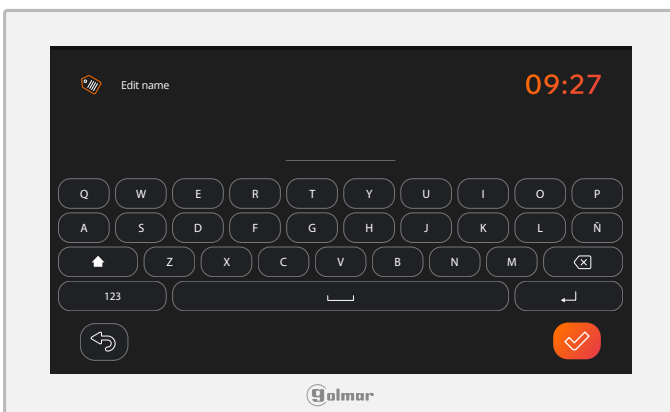 Edit name
09:27
Q W E R T Y U I O P
A S D F G H J K L Ñ
Z X C V B N M
123
golmar